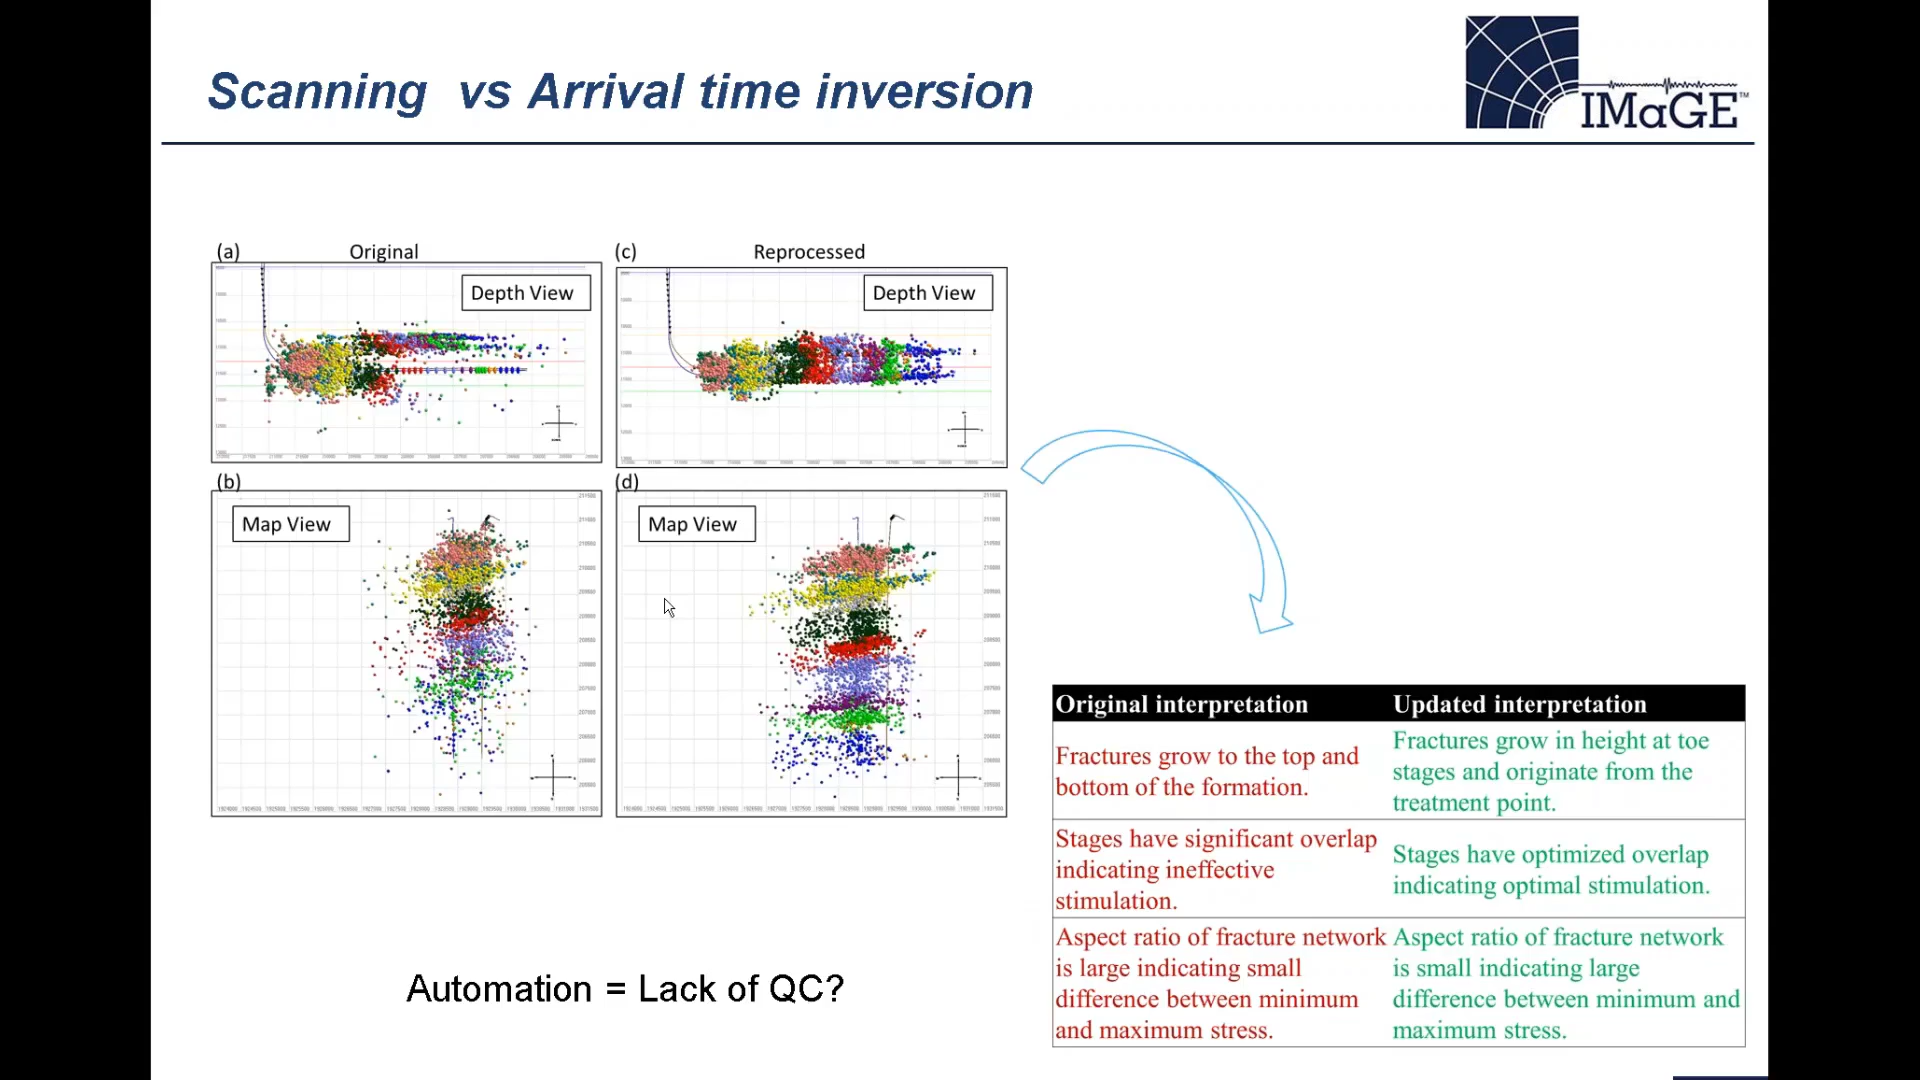 Scanning vs Arrival time inversion
IMaGE™
(a) Original
Depth View
(c) Reprocessed
Depth View
(b)
Map View
(d)
Map View
Original interpretation Updated interpretation
Fractures grow to the top and
bottom of the formation.
Fractures grow in height at toe
stages and originate from the
treatment point.
Stages have significant overlap
indicating ineffective
stimulation.
Stages have optimized overlap
indicating optimal stimulation.
Aspect ratio of fracture network
is large indicating small
difference between minimum
and maximum stress.
Aspect ratio of fracture network
is small indicating large
difference between minimum and
maximum stress.
Automation = Lack of QC?